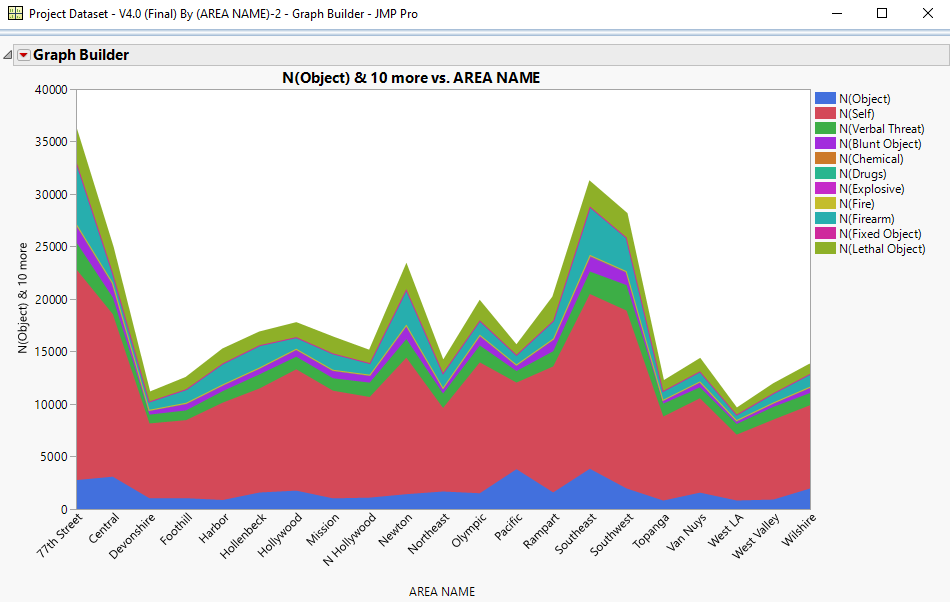 Project Dataset - V4.0 (Final) By (AREA NAME)-2 - Graph Builder - JMP Pro
Graph Builder
N(Object) & 10 more vs. AREA NAME
N(Object) & 10 more
40000
35000
30000
25000
20000
15000
10000
5000
0
77th Street
Central
Devonshire
Foothill
Harbor
Hollenbeck
Hollywood
Mission
N Hollywood
Newton
Northeast
Olympic
Pacific
Rampart
Southeast
Southwest
Topanga
Van Nuys
West LA
West Valley
Wilshire
AREA NAME
N(Object)
N(Self)
N(Verbal Threat)
N(Blunt Object)
N(Chemical)
N(Drugs)
N(Explosive)
N(Fire)
N(Firearm)
N(Fixed Object)
N(Lethal Object)